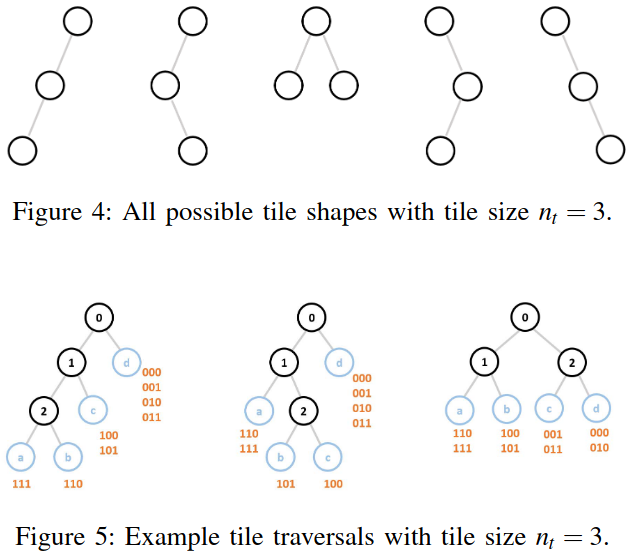 Figure 4: All possible tile shapes with tile size nt = 3.
0
1
d
000
001
010
011
2
c
100
101
a
b
111
110
0
1
d
000
001
010
011
a
2
110
111
b
c
101
100
0
1
2
a
b
c
d
110
100
001
000
111
101
011
010
Figure 5: Example tile traversals with tile size nt = 3.